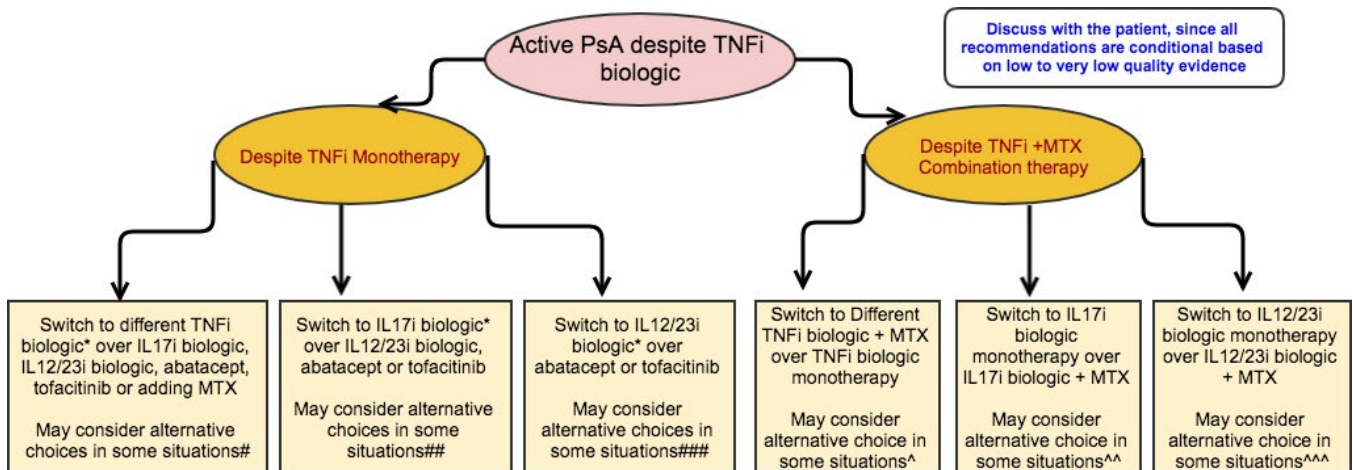 Active PsA despite TNFi
biologic
Discuss with the patient, since all
recommendations are conditional based
on low to very low quality evidence
Despite TNFi Monotherapy
Despite TNFi +MTX
Combination therapy
Switch to different TNFi
biologic* over IL17i biologic,
IL12/23i biologic, abatacept,
tofacitinib or adding MTX
May consider alternative
choices in some situations#
Switch to IL17i biologic*
over IL12/23i biologic,
abatacept or tofacitinib
May consider alternative
choices in some
situations##
Switch to IL12/23i
biologic* over
abatacept or tofacitinib
May consider
alternative choices in
some situations###
Switch to Different
TNFi biologic + MTX
over TNFi biologic
monotherapy
May consider
alternative choice in
some situations^
Switch to IL17i
biologic
monotherapy over
IL17i biologic + MTX
May consider
alternative choice in
some situations^^
Switch to IL12/23i
biologic monotherapy
over IL12/23i biologic
+ MTX
May consider
alternative choice in
some situations^^^